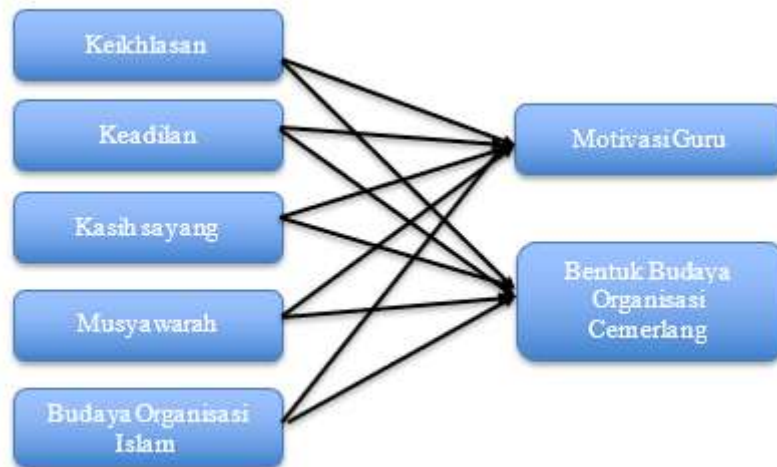 Keikhlasan
Keadilan
Kasih sayang
Musyawarah
Budaya Organisasi
Islam
Motivasi Guru
Bentuk Budaya
Organisasi
Cemerlang